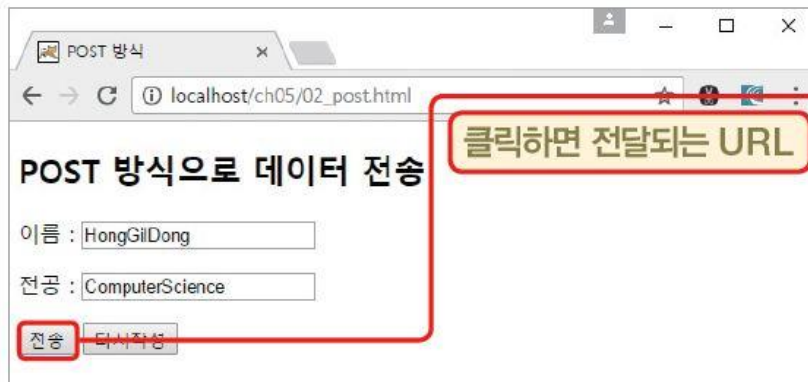 POST 방식
localhost/ch05/02_post.html
클릭하면 전달되는 URL
POST 방식으로 데이터 전송
이름 : HongGilDong
전공 : ComputerScience
전송 다시작성